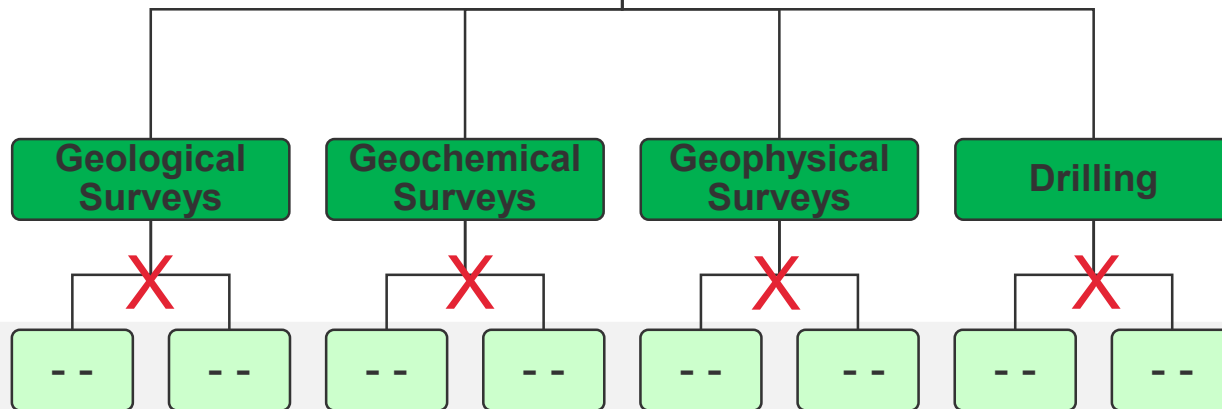 Geological
Surveys
Geochemical
Surveys
Geophysical
Surveys
Drilling
X
X
X
X
- -
- -
- -
- -
- -
- -
- -
- -